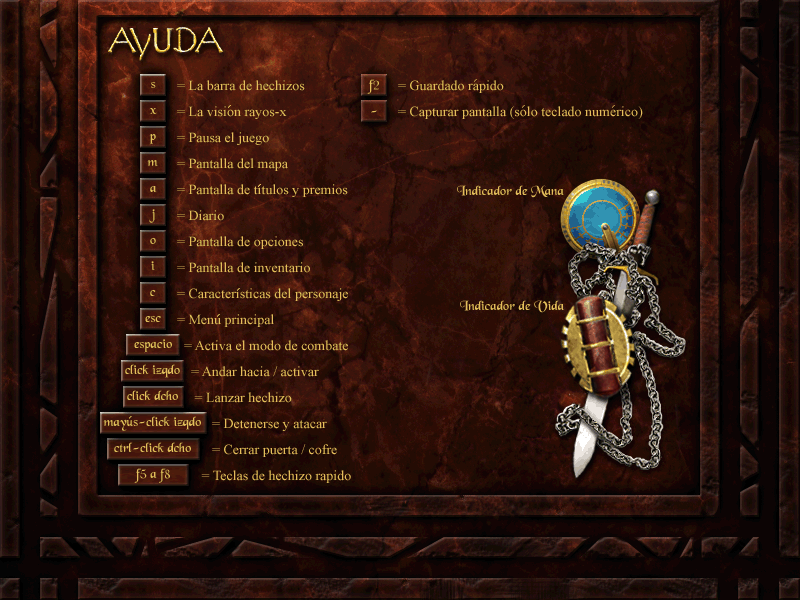 AYUDA
s = La barra de hechizos
x = La visión rayos-x
p = Pausa el juego
m = Pantalla del mapa
a = Pantalla de títulos y premios
j = Diario
o = Pantalla de opciones
i = Pantalla de inventario
c = Características del personaje
esc = Menú principal
espacio = Activa el modo de combate
click izqdo = Andar hacia / activar
click dcho = Lanzar hechizo
mayús-click izqdo = Detenerse y atacar
ctrl-click dcho = Cerrar puerta / cofre
f5 a f8 = Teclas de hechizo rapido
f2 = Guardado rápido
- = Capturar pantalla (sólo teclado numérico)
Indicador de Mana
Indicador de Vida